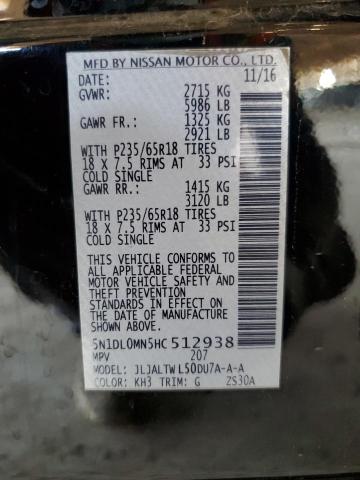 MFD BY NISSAN MOTOR CO., LTD.
DATE: 11/16
GVWR: 2715 KG
5986 LB
GAWR FR.: 1325 KG
2921 LB
WITH P235/65R18 TIRES
18 X 7.5 RIMS AT 33 PSI
COLD SINGLE
GAWR RR.: 1415 KG
3120 LB
WITH P235/65R18 TIRES
18 X 7.5 RIMS AT 33 PSI
COLD SINGLE
THIS VEHICLE CONFORMS TO
ALL APPLICABLE FEDERAL
MOTOR VEHICLE SAFETY
AND THEFT PREVENTION
STANDARDS IN EFFECT ON
THE DATE OF MANUFACTURE
SHOWN ABOVE.
5N1DL0MN5HC512938
MPV 207
MODEL: JLJALTWL50DU7A-A-A
COLOR: KH3 TRIM: G ZS30A